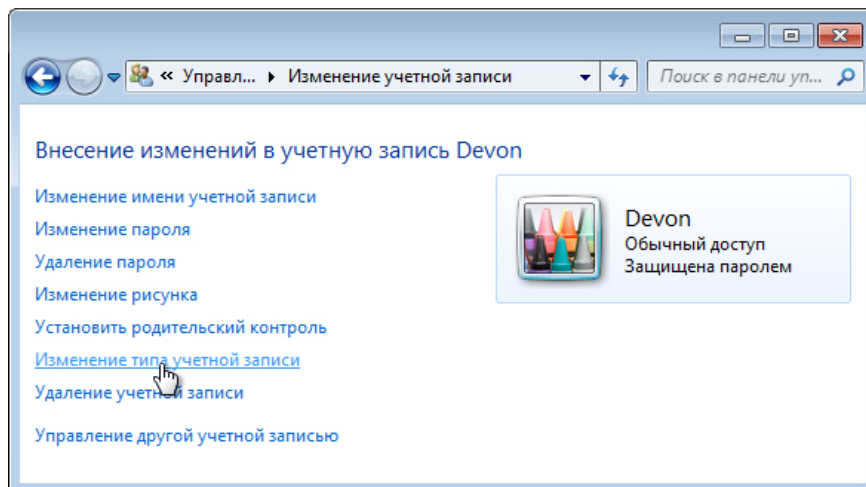 « Управл... Изменение учетной записи
Поиск в панели уп...
Внесение изменений в учетную запись Devon
Изменение имени учетной записи
Изменение пароля
Удаление пароля
Изменение рисунка
Установить родительский контроль
Изменение типа учетной записи
Удаление учетной записи
Управление другой учетной записью
Devon
Обычный доступ
Защищена паролем